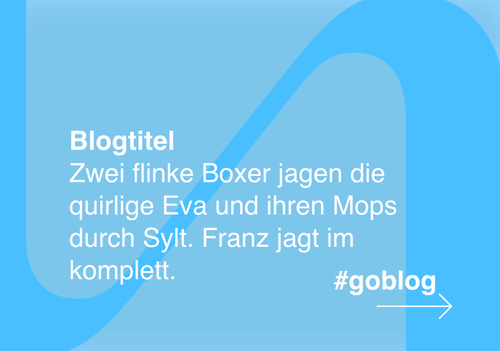 Blogtitel
Zwei flinke Boxer jagen die
quirlige Eva und ihren Mops
durch Sylt. Franz jagt im
komplett.
#goblog